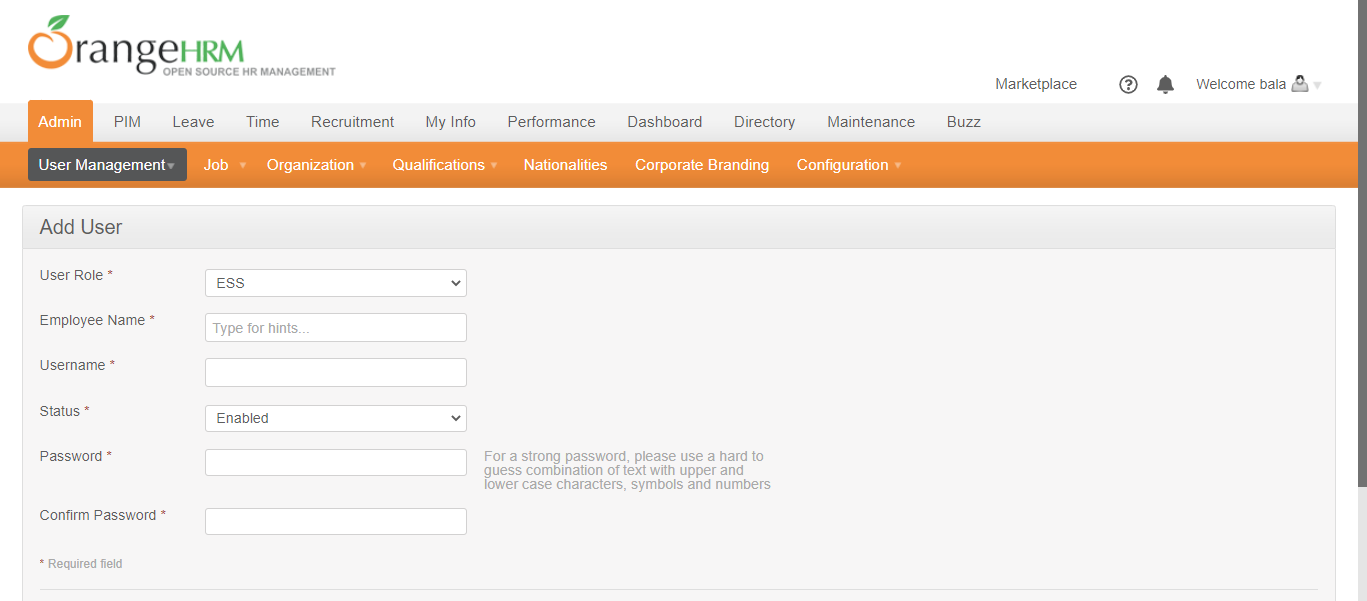 OrangeHRM
OPEN SOURCE HR MANAGEMENT
Marketplace ? Welcome bala
Admin PIM Leave Time Recruitment My Info Performance Dashboard Directory Maintenance Buzz
User Management Job Organization Qualifications Nationalities Corporate Branding Configuration
Add User
User Role * ESS
Employee Name * Type for hints...
Username *
Status * Enabled
Password * For a strong password, please use a hard to
guess combination of text with upper and
lower case characters, symbols and numbers
Confirm Password *
* Required field